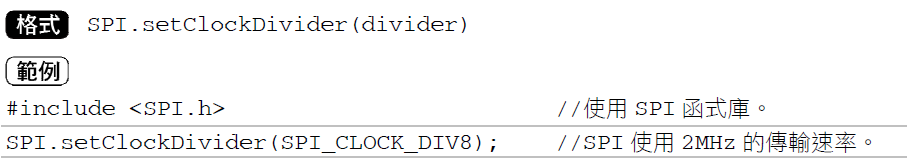 格式 SPI.setClockDivider(divider)
範例
#include <SPI.h> //使用 SPI 函式庫。
SPI.setClockDivider(SPI_CLOCK_DIV8); //SPI 使用 2MHz 的傳輸速率。